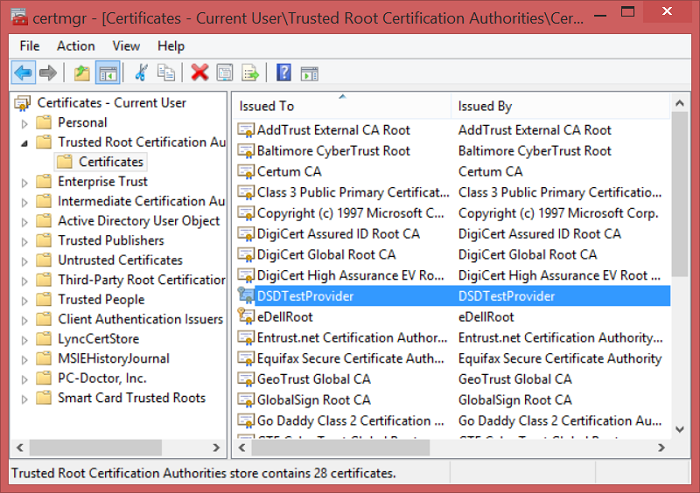 certmgr - [Certificates - Current User\Trusted Root Certification Authorities\Cer...
File Action View Help
Certificates - Current User
Personal
Trusted Root Certification Au
Certificates
Enterprise Trust
Intermediate Certification Au
Active Directory User Object
Trusted Publishers
Untrusted Certificates
Third-Party Root Certification
Trusted People
Client Authentication Issuers
LyncCertStore
MSIEHistoryJournal
PC-Doctor, Inc.
Smart Card Trusted Roots
Issued To Issued By
AddTrust External CA Root AddTrust External CA Root
Baltimore CyberTrust Root Baltimore CyberTrust Root
Certum CA Certum CA
Class 3 Public Primary Certificat... Class 3 Public Primary Certificatio...
Copyright (c) 1997 Microsoft C... Copyright (c) 1997 Microsoft Corp.
DigiCert Assured ID Root CA DigiCert Assured ID Root CA
DigiCert Global Root CA DigiCert Global Root CA
DigiCert High Assurance EV Ro... DigiCert High Assurance EV Root ...
DSDTestProvider DSDTestProvider
eDellRoot eDellRoot
Entrust.net Certification Author... Entrust.net Certification Authority...
Equifax Secure Certificate Auth... Equifax Secure Certificate Authority
GeoTrust Global CA GeoTrust Global CA
GlobalSign Root CA GlobalSign Root CA
Go Daddy Class 2 Certification ... Go Daddy Class 2 Certification Au...
Trusted Root Certification Authorities store contains 28 certificates.